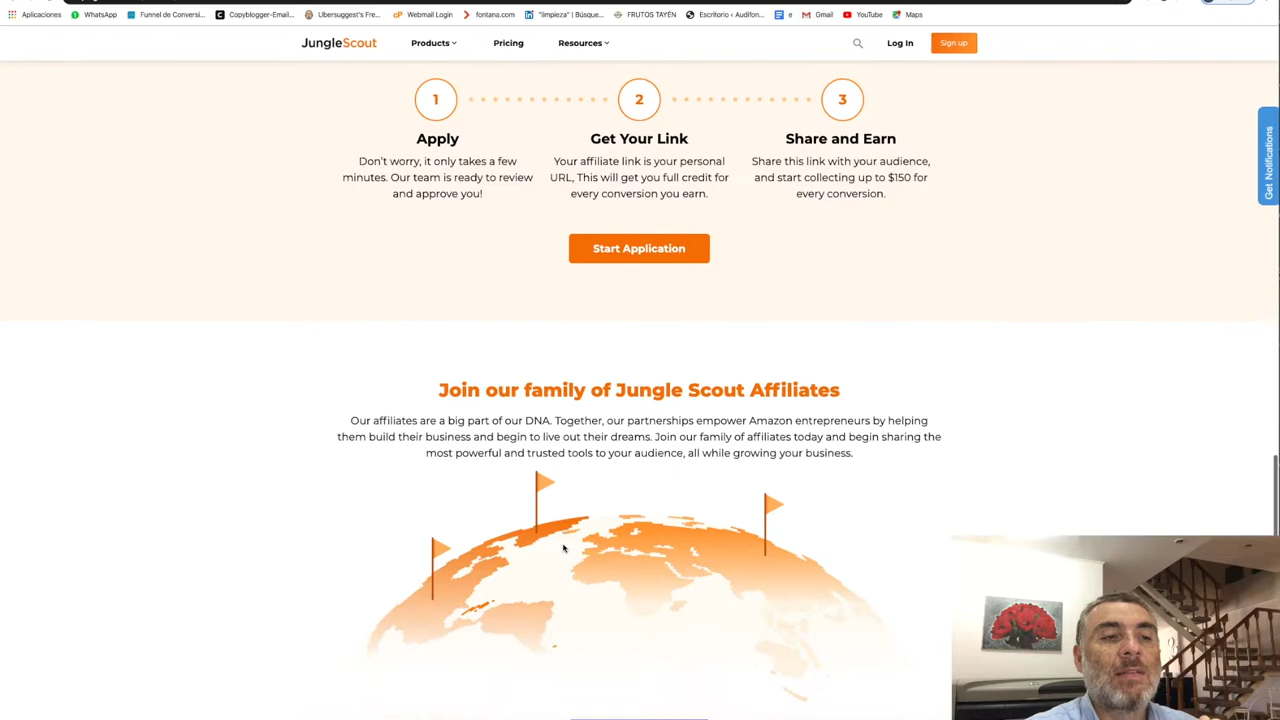 Aplicaciones WhatsApp Funnel de Conversi... Copyblogger-Email... Ubersuggest's Fre... Webmail Login fontana.com "limpieza" | Búsque... FRUTOS TAYÉN Escritorio ‹ Audífon... e Gmail YouTube Maps
JungleScout Products Pricing Resources Log In Sign up
1 2 3
Apply Get Your Link Share and Earn
Don't worry, it only takes a few Your affiliate link is your personal Share this link with your audience,
minutes. Our team is ready to review URL, This will get you full credit for and start collecting up to $150 for
and approve you! every conversion you earn. every conversion.
Get Notifications
Start Application
Join our family of Jungle Scout Affiliates
Our affiliates are a big part of our DNA. Together, our partnerships empower Amazon entrepreneurs by helping
them build their business and begin to live out their dreams. Join our family of affiliates today and begin sharing the
most powerful and trusted tools to your audience, all while growing your business.